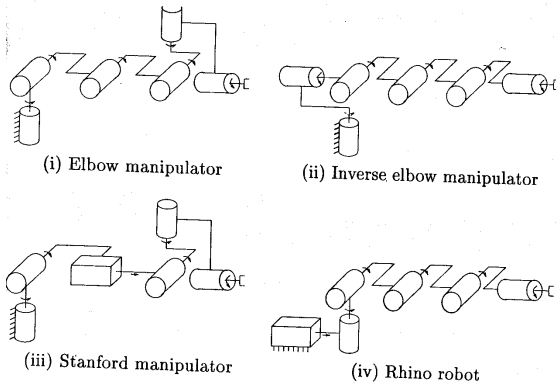 (i) Elbow manipulator
(ii) Inverse elbow manipulator
(iii) Stanford manipulator
(iv) Rhino robot